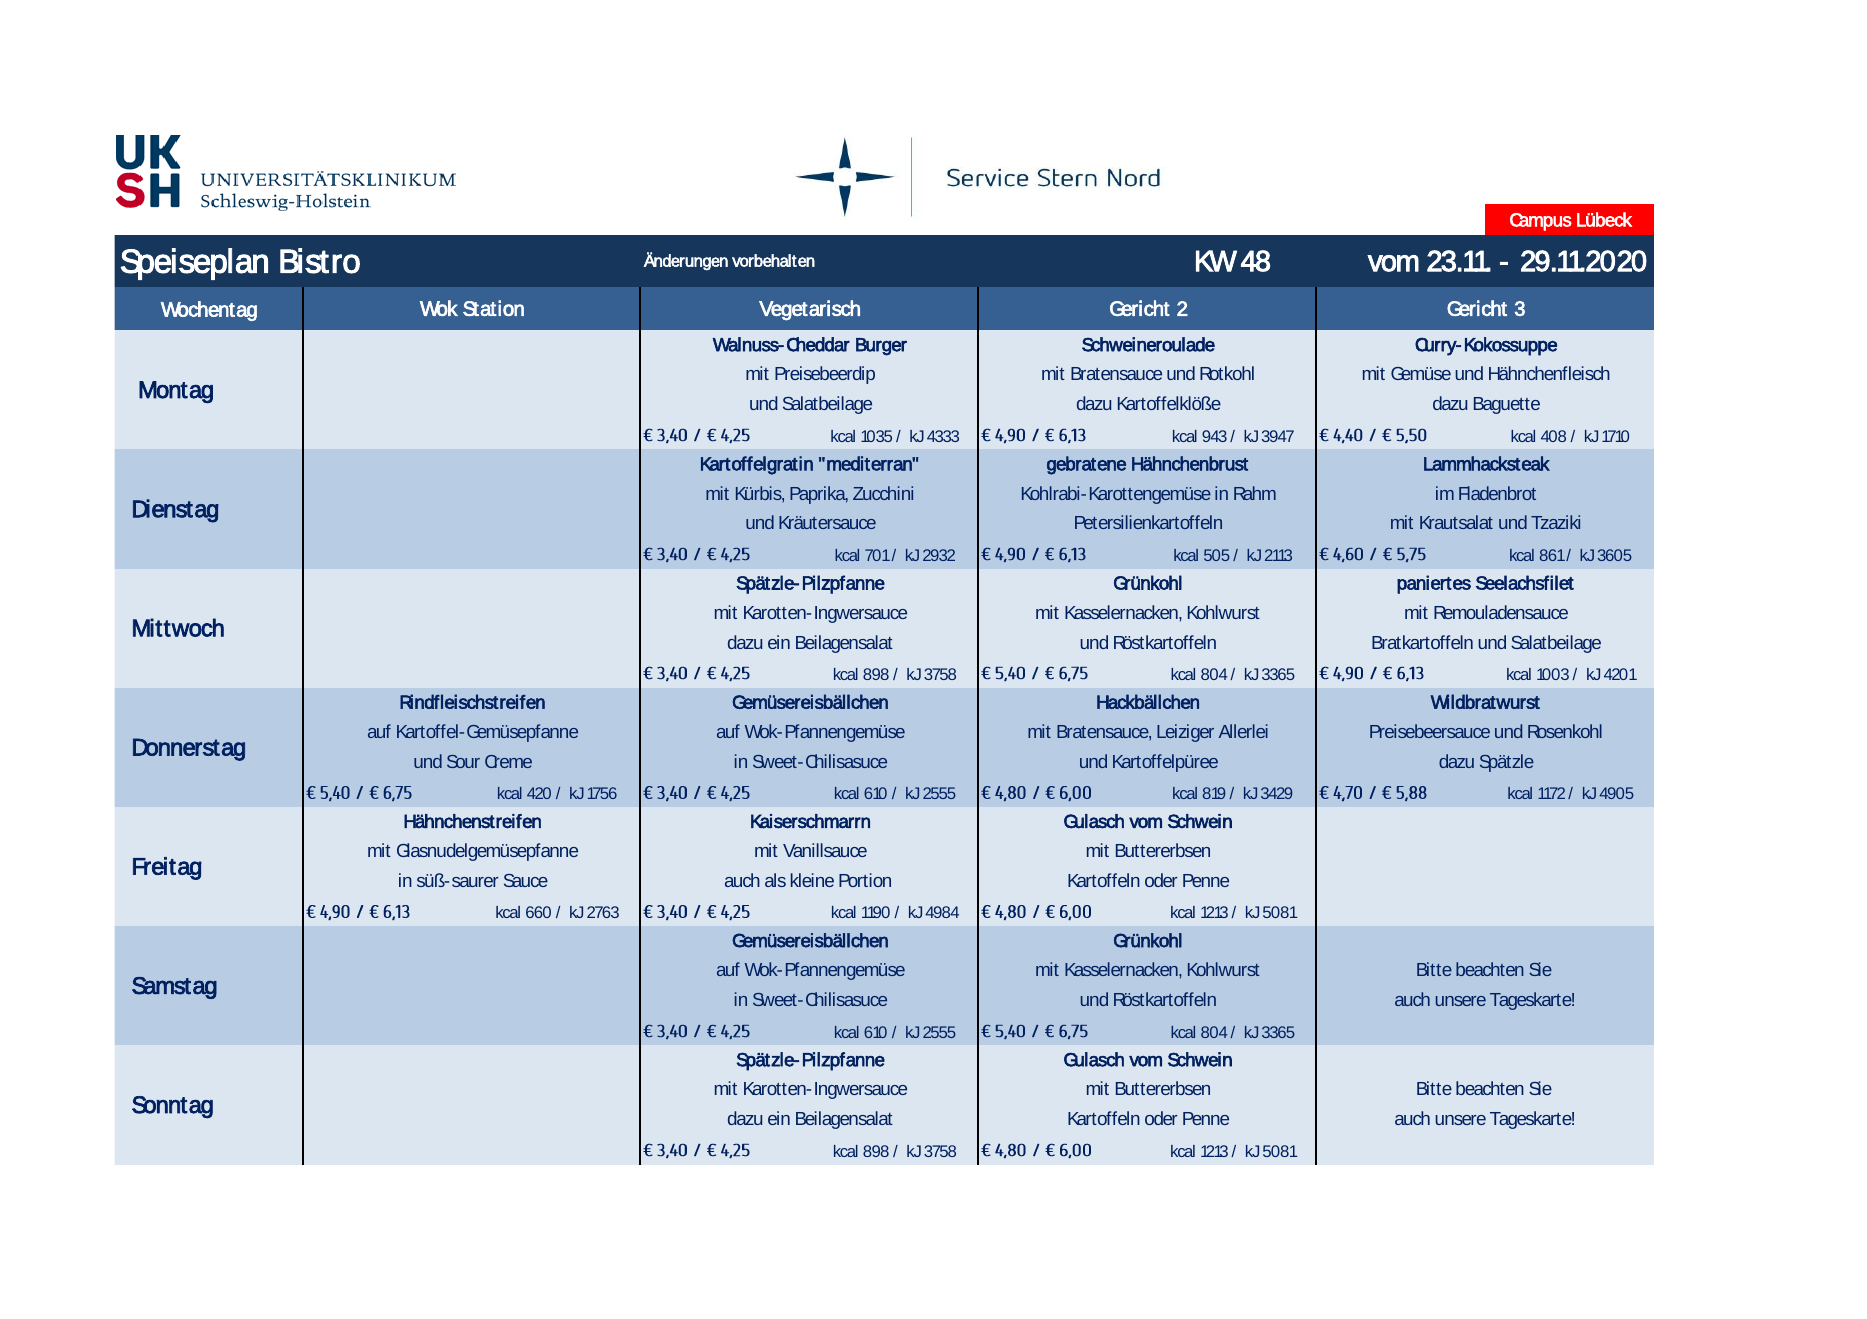 UK
SH
UNIVERSITÄTSKLINIKUM
Schleswig-Holstein
Service Stern Nord
Campus Lübeck
Speiseplan Bistro Änderungen vorbehalten KW 48 vom 23.11. - 29.11.2020
Wochentag Wok Station Vegetarisch Gericht 2 Gericht 3
Montag
Walnuss-Cheddar Burger
mit Preisebeerdip
und Salatbeilage
€ 3,40 / € 4,25 kcal 1035 / kJ 4333
Schweineroulade
mit Bratensauce und Rotkohl
dazu Kartoffelklöße
€ 4,90 / € 6,13 kcal 943 / kJ 3947
Curry-Kokossuppe
mit Gemüse und Hähnchenfleisch
dazu Baguette
€ 4,40 / € 5,50 kcal 408 / kJ 1710
Dienstag
Kartoffelgratin "mediterran"
mit Kürbis, Paprika, Zucchini
und Kräutersauce
€ 3,40 / € 4,25 kcal 701 / kJ 2932
gebratene Hähnchenbrust
Kohlrabi-Karottengemüse in Rahm
Petersilienkartoffeln
€ 4,90 / € 6,13 kcal 505 / kJ 2113
Lammhacksteak
im Fladenbrot
mit Krautsalat und Tzaziki
€ 4,60 / € 5,75 kcal 861 / kJ 3605
Mittwoch
Spätzle-Pilzpfanne
mit Karotten-Ingwersauce
dazu ein Beilagensalat
€ 3,40 / € 4,25 kcal 898 / kJ 3758
Grünkohl
mit Kasselernacken, Kohlwurst
und Röstkartoffeln
€ 5,40 / € 6,75 kcal 804 / kJ 3365
paniertes Seelachsfilet
mit Remouladensauce
Bratkartoffeln und Salatbeilage
€ 4,90 / € 6,13 kcal 1003 / kJ 4201
Donnerstag
Rindfleischstreifen
auf Kartoffel-Gemüsepfanne
und Sour Creme
€ 5,40 / € 6,75 kcal 420 / kJ 1756
Gemüsereisbällchen
auf Wok-Pfannengemüse
in Sweet-Chilisasuce
€ 3,40 / € 4,25 kcal 610 / kJ 2555
Hackbällchen
mit Bratensauce, Leiziger Allerlei
und Kartoffelpüree
€ 4,80 / € 6,00 kcal 819 / kJ 3429
Wildbratwurst
Preisebeersauce und Rosenkohl
dazu Spätzle
€ 4,70 / € 5,88 kcal 1172 / kJ 4905
Freitag
Hähnchenstreifen
mit Glasnudelgemüsepfanne
in süß-saurer Sauce
€ 4,90 / € 6,13 kcal 660 / kJ 2763
Kaiserschmarrn
mit Vanillsauce
auch als kleine Portion
€ 3,40 / € 4,25 kcal 1190 / kJ 4984
Gulasch vom Schwein
mit Buttererbsen
Kartoffeln oder Penne
€ 4,80 / € 6,00 kcal 1213 / kJ 5081
Samstag
Gemüsereisbällchen
auf Wok-Pfannengemüse
in Sweet-Chilisasuce
€ 3,40 / € 4,25 kcal 610 / kJ 2555
Grünkohl
mit Kasselernacken, Kohlwurst
und Röstkartoffeln
€ 5,40 / € 6,75 kcal 804 / kJ 3365
Bitte beachten Sie
auch unsere Tageskarte!
Sonntag
Spätzle-Pilzpfanne
mit Karotten-Ingwersauce
dazu ein Beilagensalat
€ 3,40 / € 4,25 kcal 898 / kJ 3758
Gulasch vom Schwein
mit Buttererbsen
Kartoffeln oder Penne
€ 4,80 / € 6,00 kcal 1213 / kJ 5081
Bitte beachten Sie
auch unsere Tageskarte!